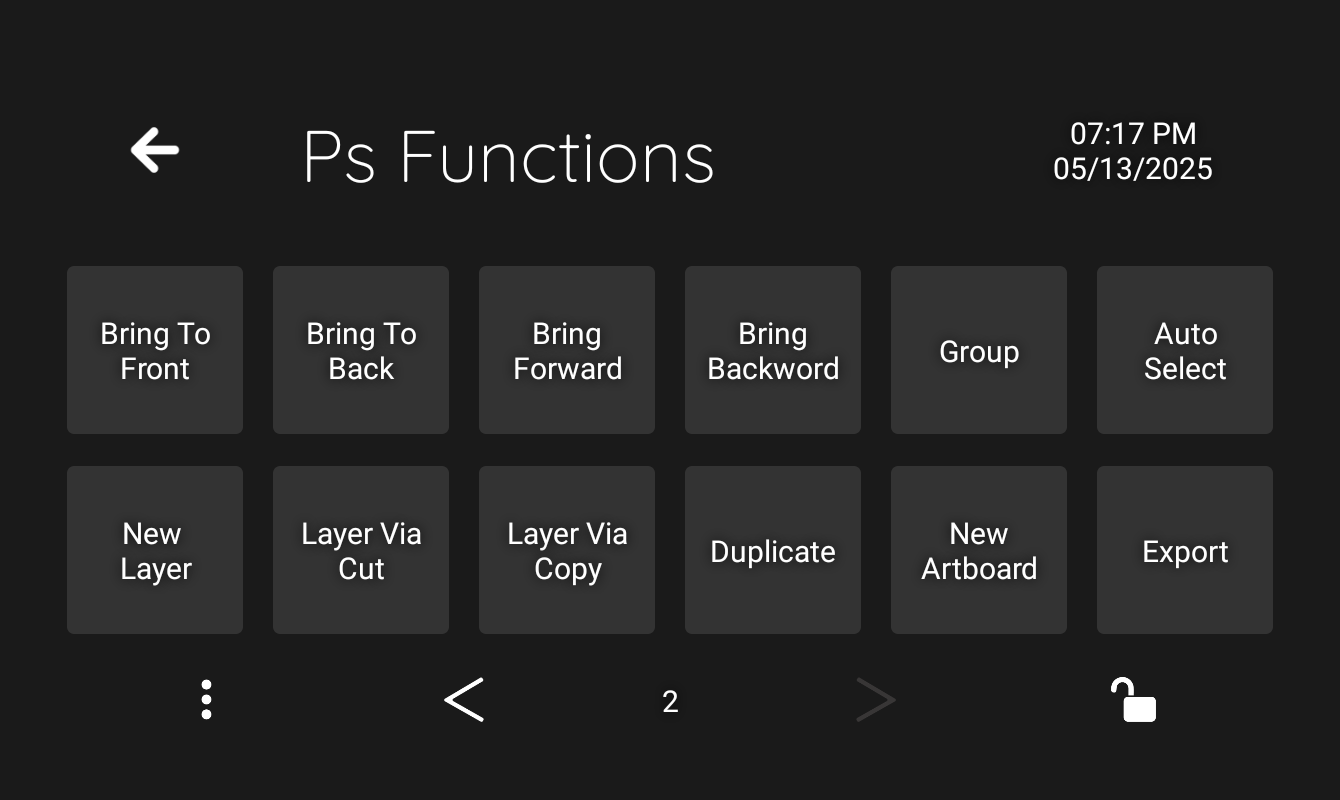 Ps Functions
07:17 PM
05/13/2025
Bring To
Front
Bring To
Back
Bring
Forward
Bring
Backword
Group
Auto
Select
New
Layer
Layer Via
Cut
Layer Via
Copy
Duplicate
New
Artboard
Export
2